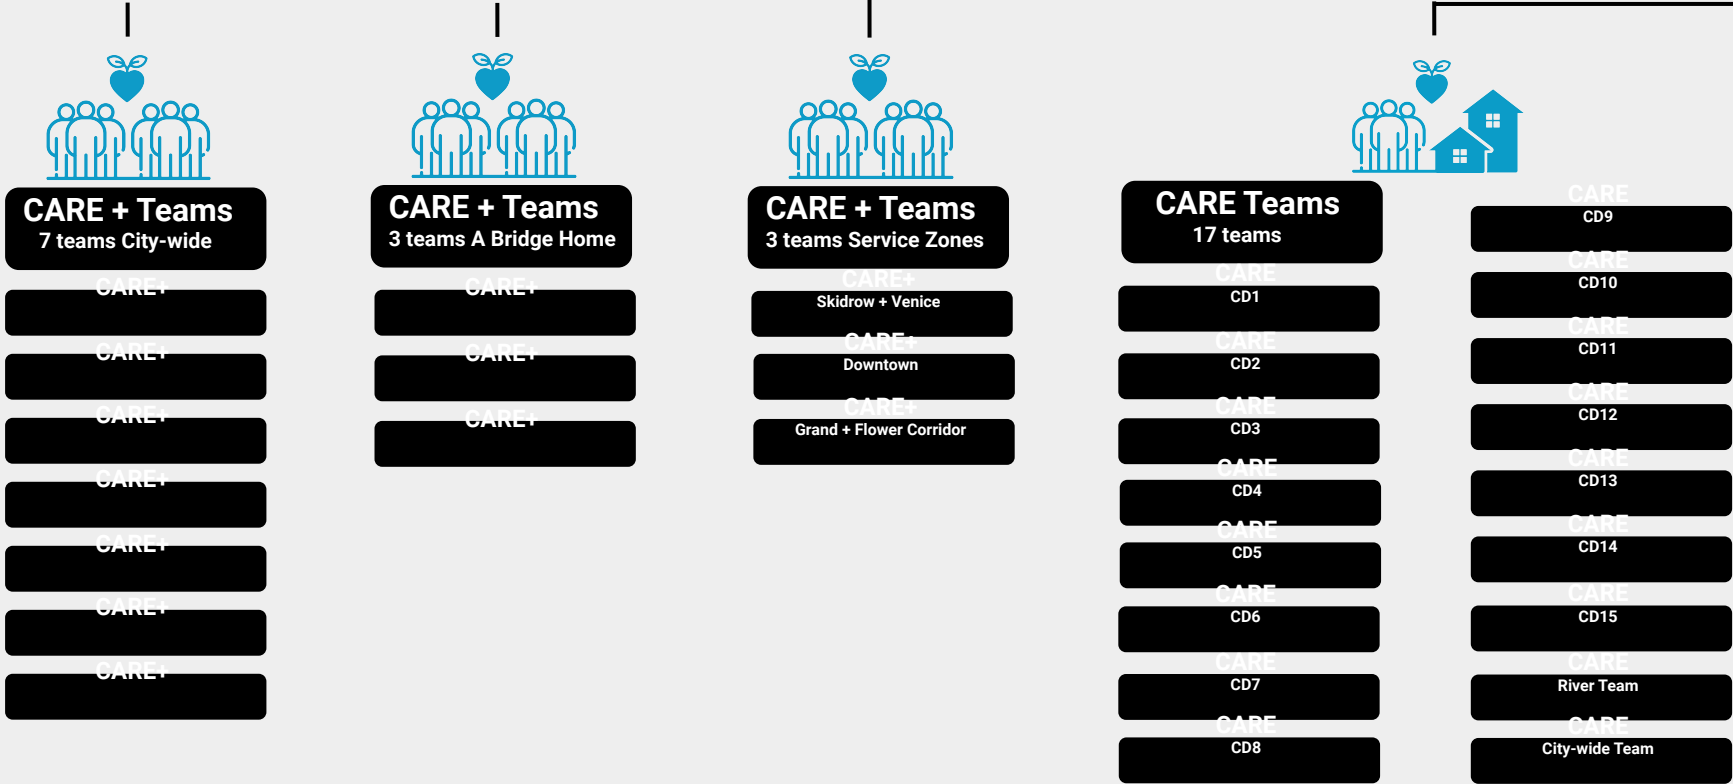 CARE + Teams
7 teams City-wide
CARE+
CARE+
CARE+
CARE+
CARE+
CARE+
CARE+
CARE + Teams
3 teams A Bridge Home
CARE+
CARE+
CARE+
CARE + Teams
3 teams Service Zones
CARE+
Skidrow + Venice
CARE+
Downtown
CARE+
Grand + Flower Corridor
CARE Teams
17 teams
CARE
CD1
CARE
CD2
CARE
CD3
CARE
CD4
CARE
CD5
CARE
CD6
CARE
CD7
CARE
CD8
CARE
CD9
CARE
CD10
CARE
CD11
CARE
CD12
CARE
CD13
CARE
CD14
CARE
CD15
CARE
River Team
CARE
City-wide Team